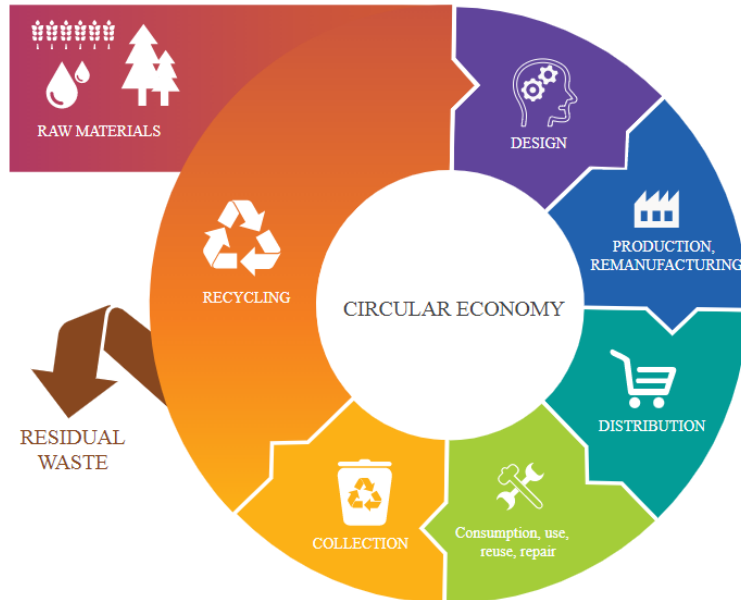 RAW MATERIALS
DESIGN
PRODUCTION,
REMANUFACTURING
DISTRIBUTION
Consumption, use,
reuse, repair
COLLECTION
RECYCLING
RESIDUAL
WASTE
CIRCULAR ECONOMY